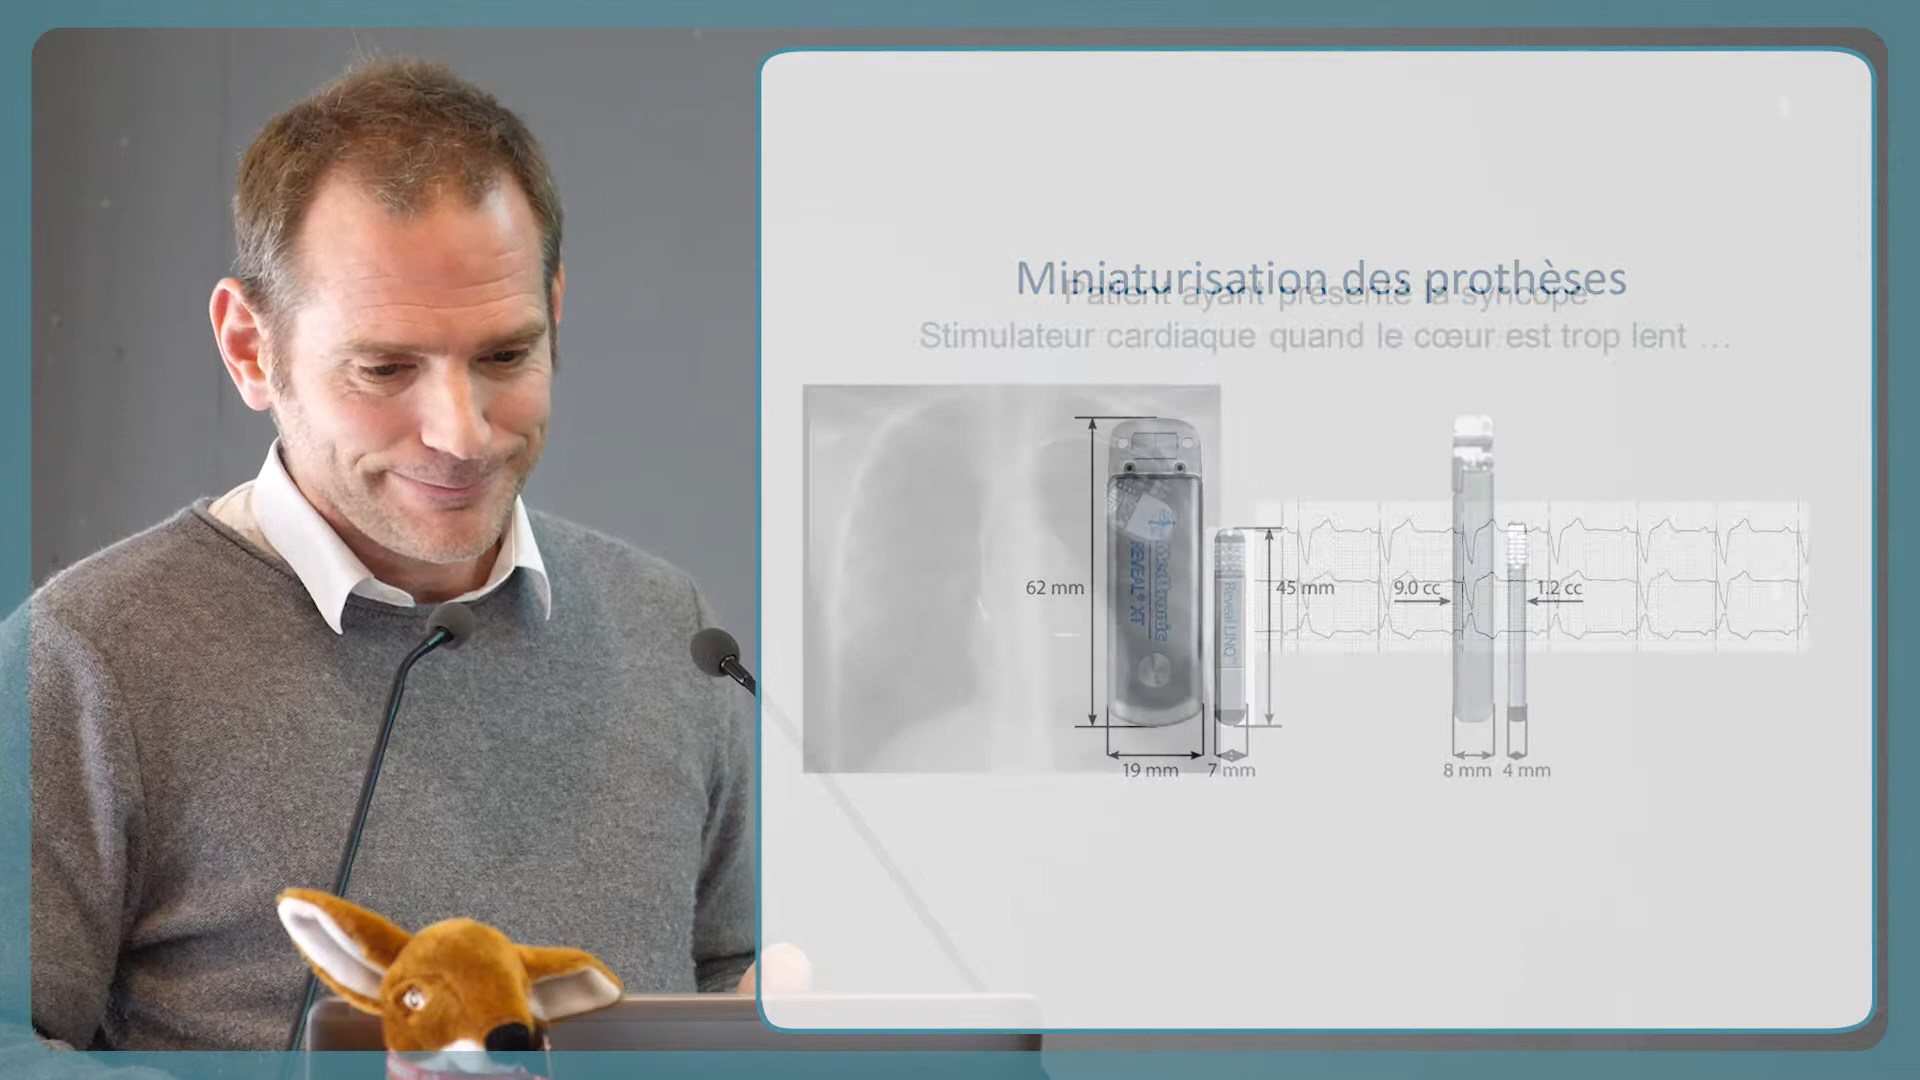 Miniaturisation des prothèses
Patient ayant présenté la syncope
Stimulateur cardiaque quand le cœur est trop lent ...
62 mm
Medtronic
REVEAL® XT
Reveal LINQ™
45 mm
9.0 cc
1.2 cc
19 mm
7 mm
8 mm
4 mm